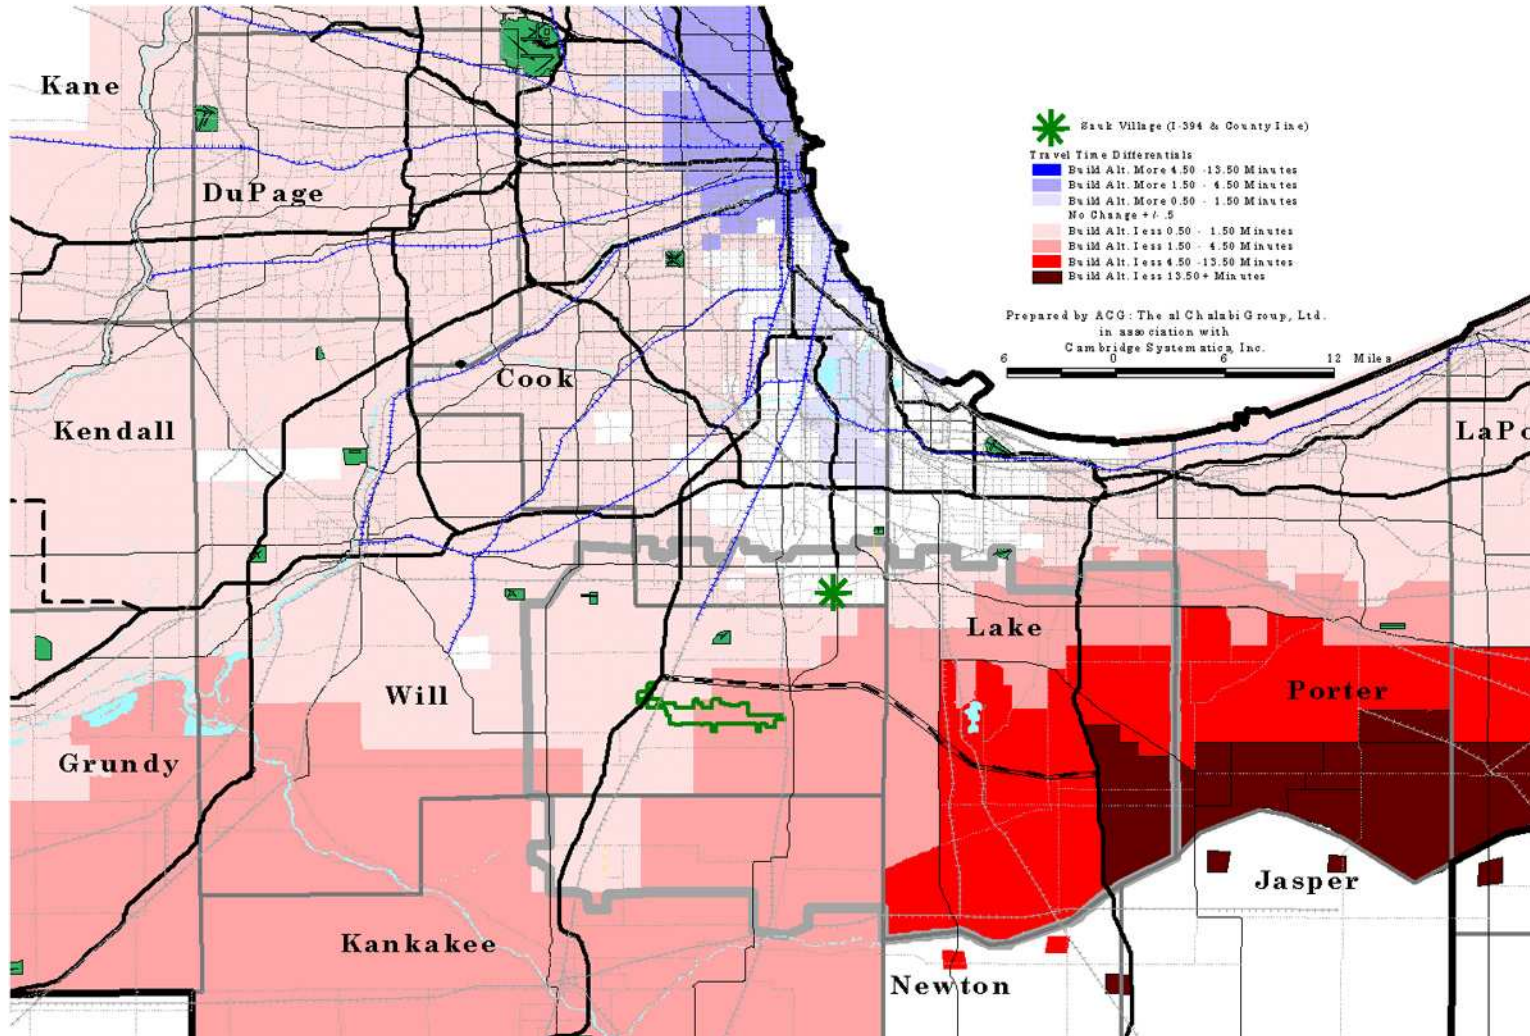 Kane
Sauk Village (I-394 & County Line)
Travel Time Differentials
Build Alt. More 4.50 -13.50 Minutes
Build Alt. More 1.50 - 4.50 Minutes
Build Alt. More 0.50 - 1.50 Minutes
No Change +/- .5
Build Alt. Less 0.50 - 1.50 Minutes
Build Alt. Less 1.50 - 4.50 Minutes
Build Alt. Less 4.50 -13.50 Minutes
Build Alt. Less 13.50+ Minutes
DuPage
Prepared by ACG: The al Chalabi Group, Ltd.
in association with
Cambridge Systematics, Inc.
6 0 6 12 Miles
Cook
Kendall
LaPo
Lake
Will
Porter
Grundy
Jasper
Kankakee
Newton